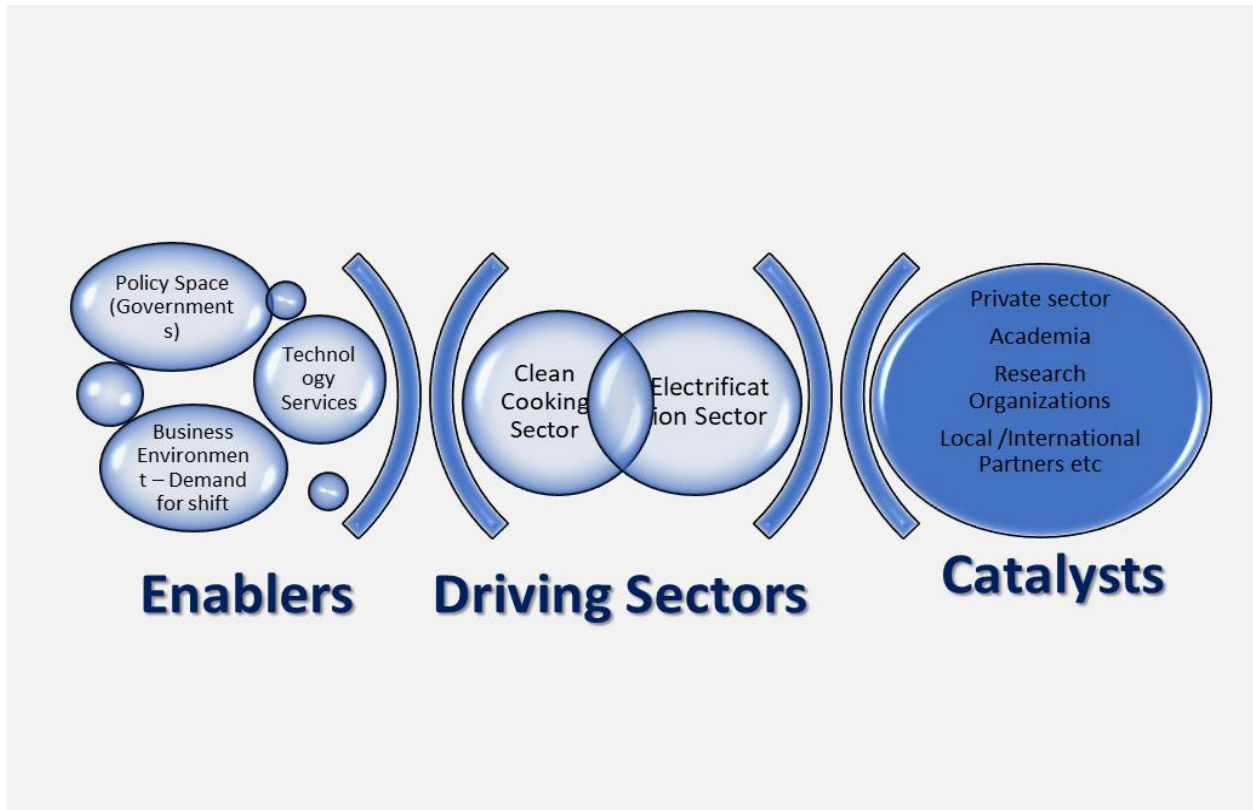 Policy Space
(Government
s)
Technol
ogy
Services
Business
Environmen
t – Demand
for shift
Enablers
Clean
Cooking
Sector
Electrificat
ion Sector
Driving Sectors
Private sector
Academia
Research
Organizations
Local /International
Partners etc
Catalysts